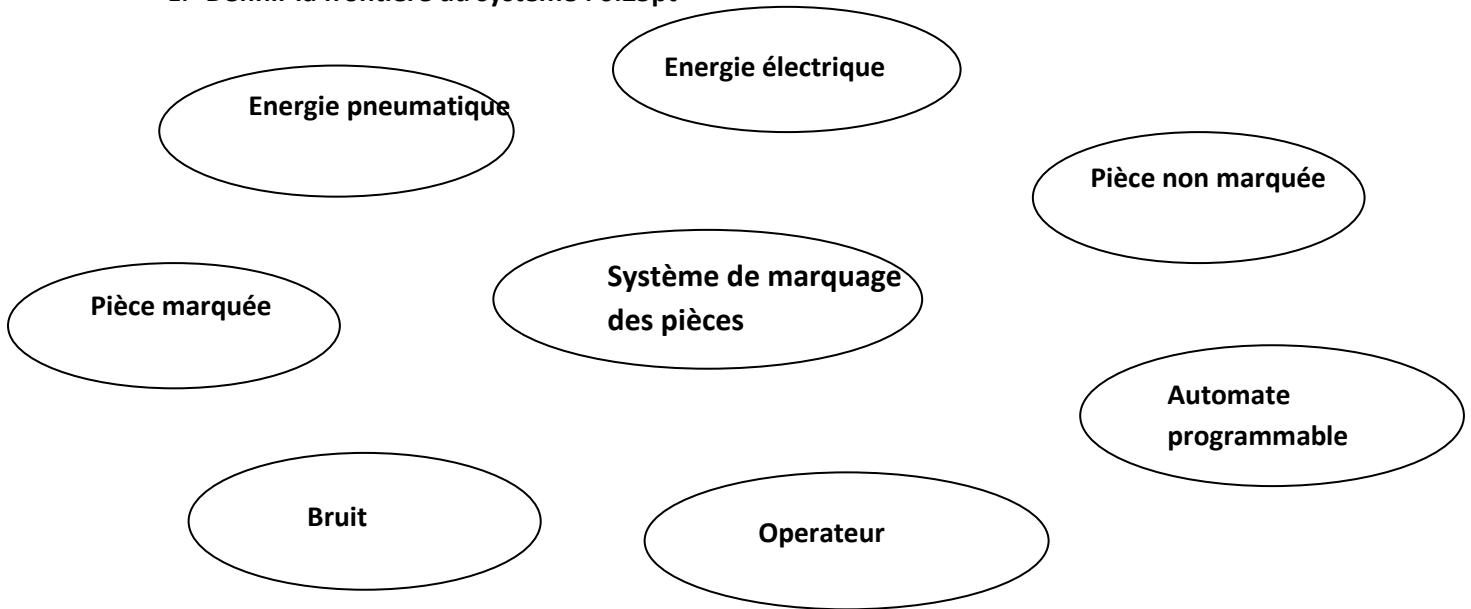 Energie électrique
Energie pneumatique
Pièce non marquée
Système de marquage
des pièces
Pièce marquée
Automate
programmable
Bruit
Operateur